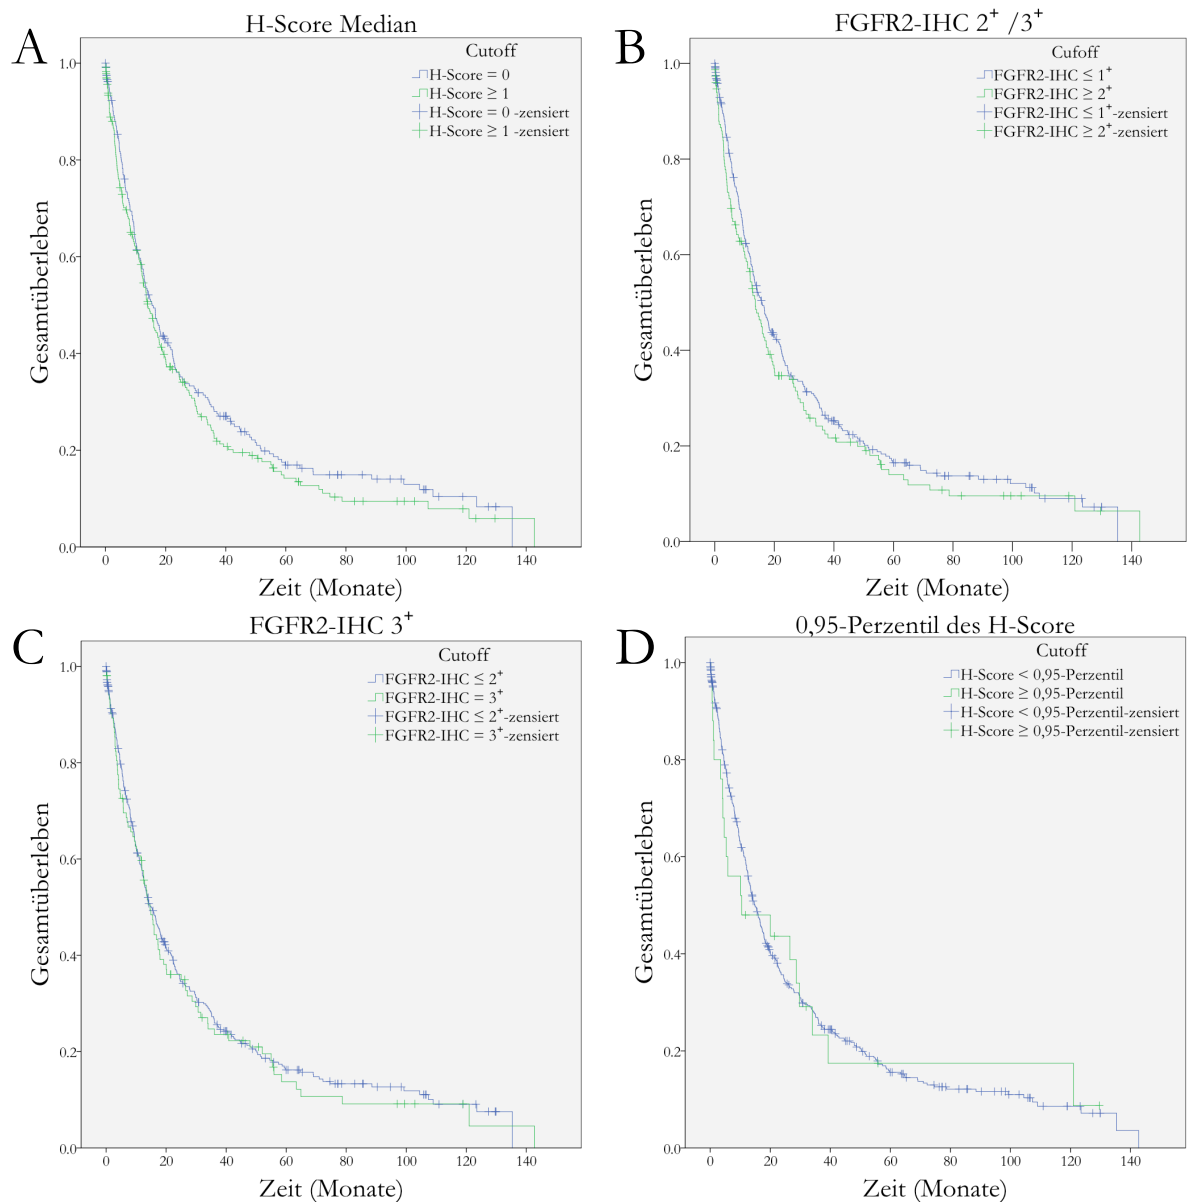 A
H-Score Median
Cutoff
H-Score = 0
H-Score ≥ 1
H-Score = 0 -zensiert
H-Score ≥ 1 -zensiert
Gesamtüberleben
1.0
0.8
0.6
0.4
0.2
0.0
0 20 40 60 80 100 120 140
Zeit (Monate)
B
FGFR2-IHC 2⁺ /3⁺
Cufoff
FGFR2-IHC ≤ 1⁺
FGFR2-IHC ≥ 2⁺
FGFR2-IHC ≤ 1⁺-zensiert
FGFR2-IHC ≥ 2⁺-zensiert
Gesamtüberleben
1.0
0.8
0.6
0.4
0.2
0.0
0 20 40 60 80 100 120 140
Zeit (Monate)
C
FGFR2-IHC 3⁺
Cutoff
FGFR2-IHC ≤ 2⁺
FGFR2-IHC = 3⁺
FGFR2-IHC ≤ 2⁺-zensiert
FGFR2-IHC = 3⁺-zensiert
Gesamtüberleben
1.0
0.8
0.6
0.4
0.2
0.0
0 20 40 60 80 100 120 140
Zeit (Monate)
D
0,95-Perzentil des H-Score
Cutoff
H-Score < 0,95-Perzentil
H-Score ≥ 0,95-Perzentil
H-Score < 0,95-Perzentil-zensiert
H-Score ≥ 0,95-Perzentil-zensiert
Gesamtüberleben
1.0
0.8
0.6
0.4
0.2
0.0
0 20 40 60 80 100 120 140
Zeit (Monate)